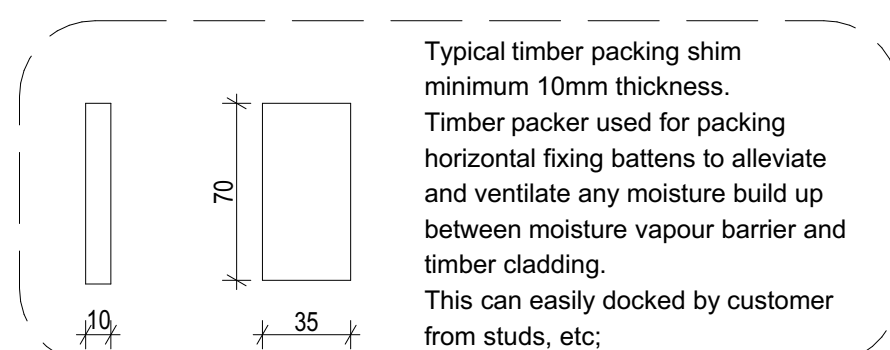 Typical timber packing shim
minimum 10mm thickness.
Timber packer used for packing
horizontal fixing battens to alleviate
and ventilate any moisture build up
between moisture vapour barrier and
timber cladding.
This can easily docked by customer
from studs, etc;
70
10
35